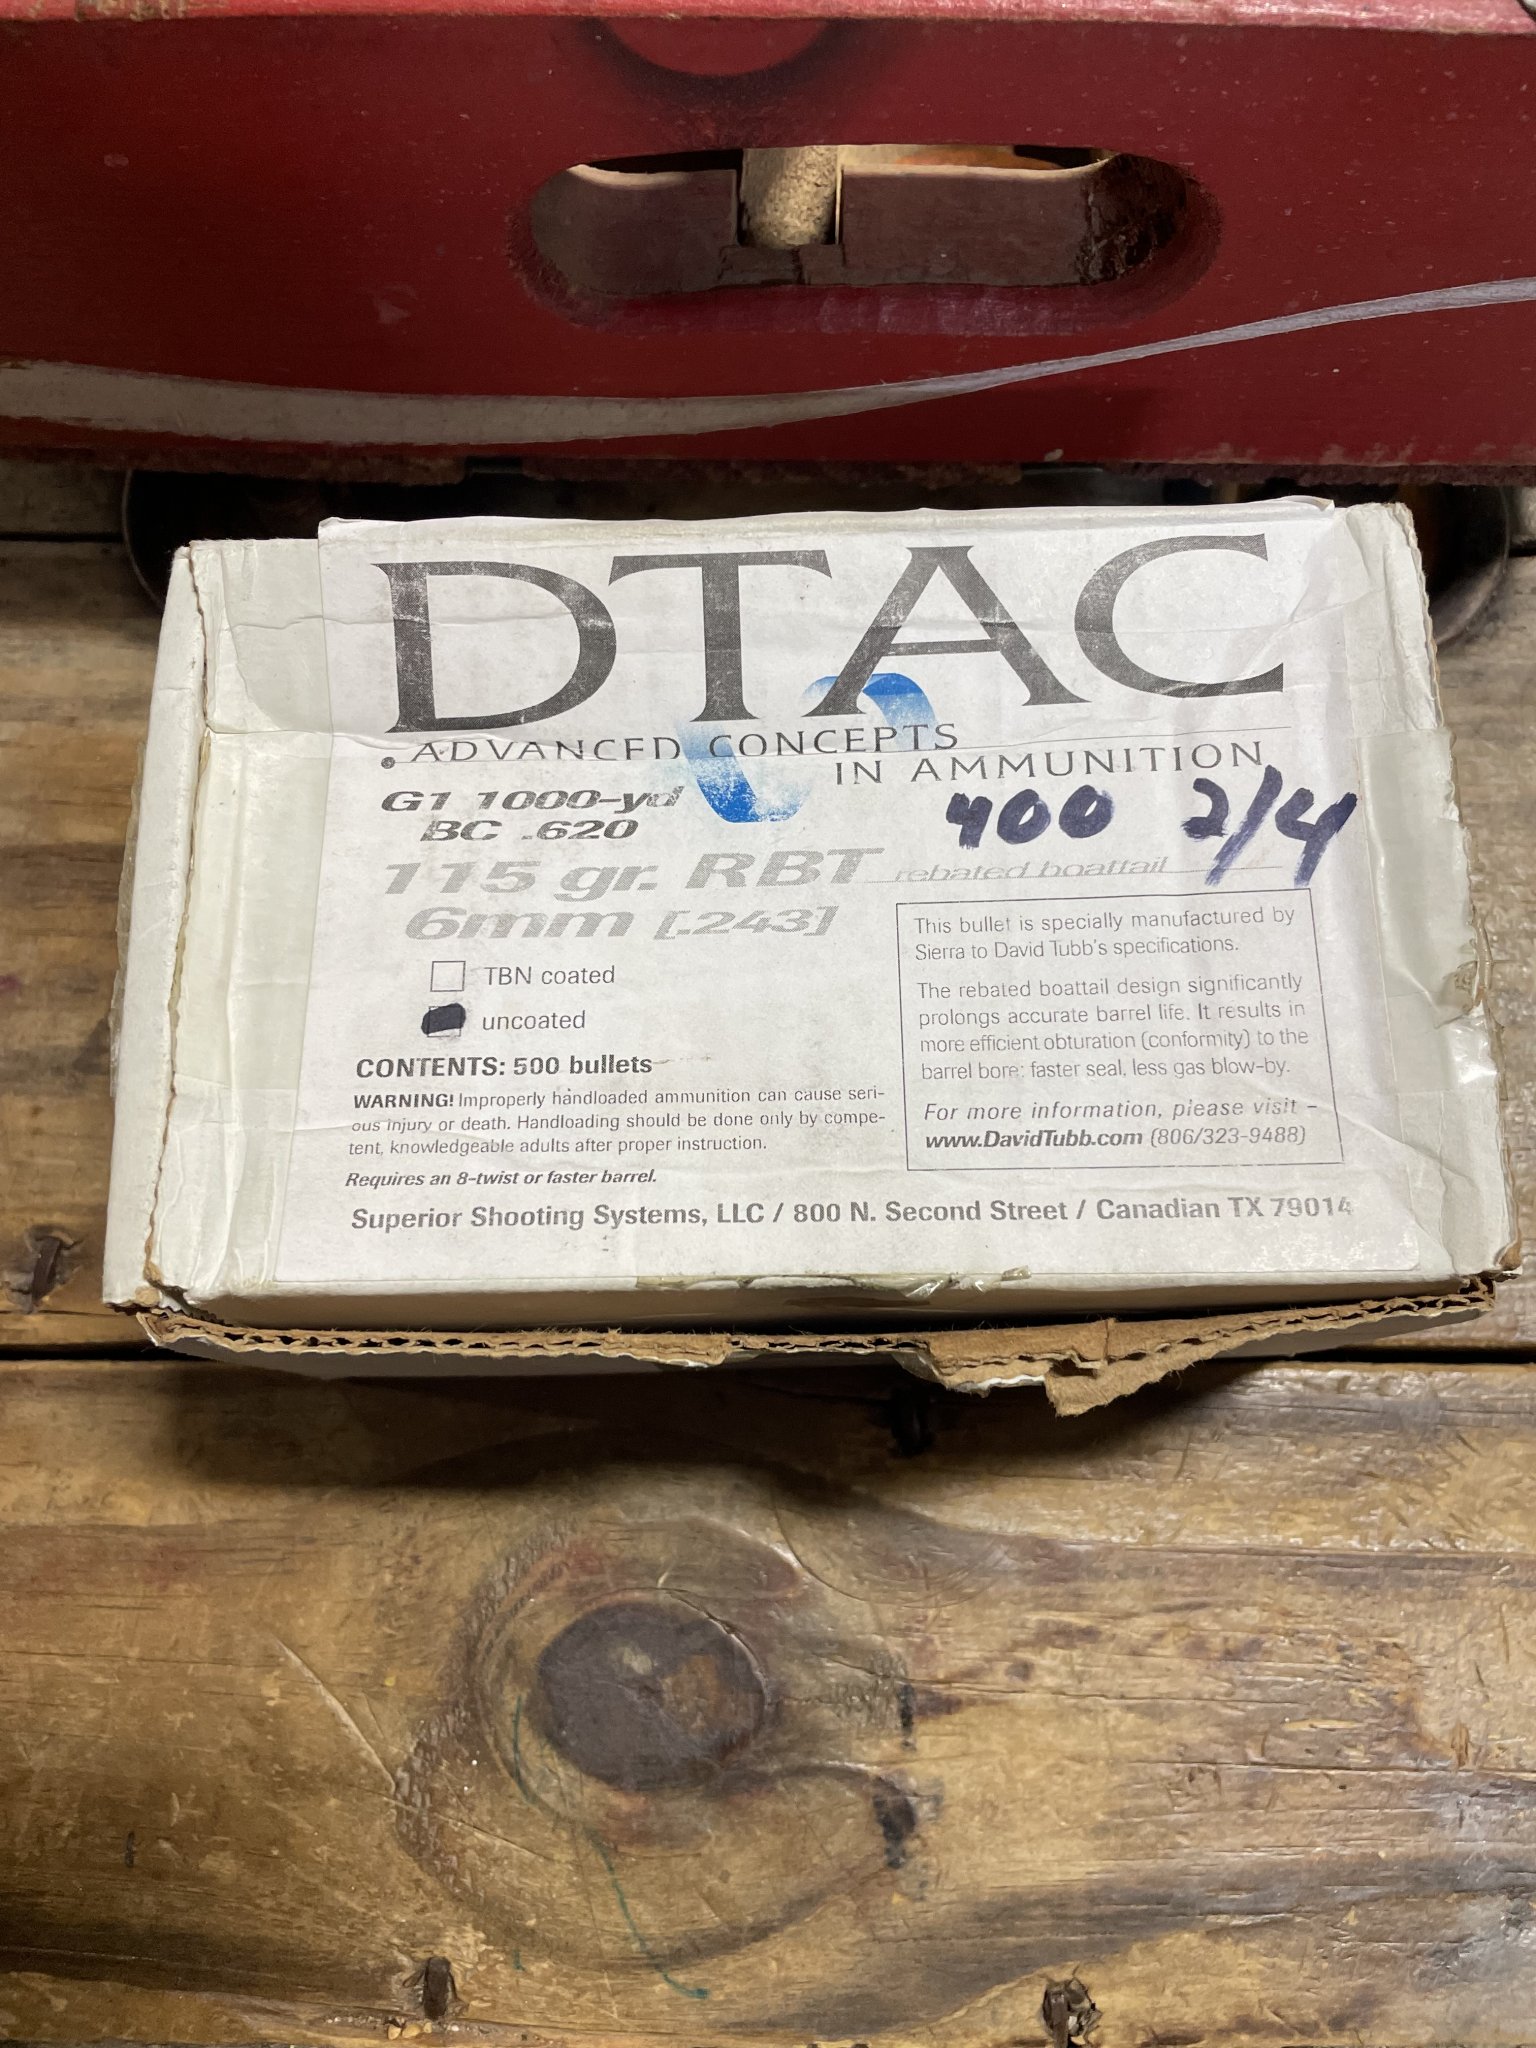 DTAC
ADVANCED CONCEPTS
IN AMMUNITION
G1 1000-yd
BC .620
400 2/4
115 gr. RBT rebated boattail
6mm [.243]
TBN coated
uncoated
CONTENTS: 500 bullets
WARNING! Improperly handloaded ammunition can cause seri-
ous injury or death. Handloading should be done only by compe-
tent, knowledgeable adults after proper instruction.
Requires an 8-twist or faster barrel.
This bullet is specially manufactured by
Sierra to David Tubb's specifications.
The rebated boattail design significantly
prolongs accurate barrel life. It results in
more efficient obturation (conformity) to the
barrel bore; faster seal, less gas blow-by.
For more information, please visit –
www.DavidTubb.com (806/323-9488)
Superior Shooting Systems, LLC / 800 N. Second Street / Canadian TX 79014